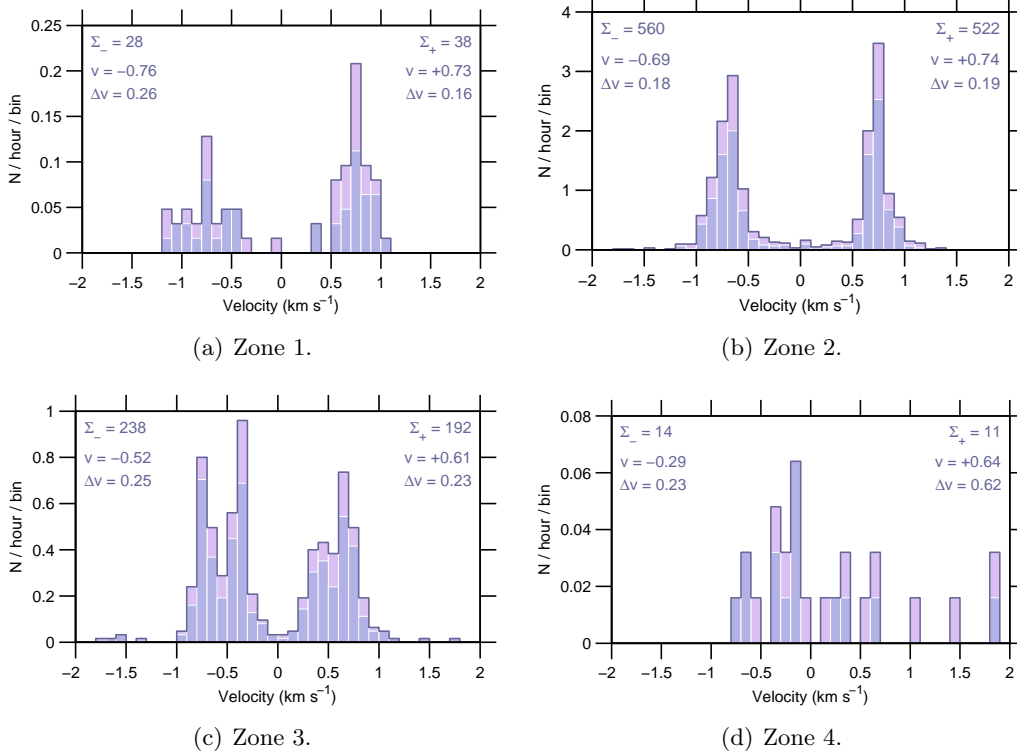 0.25
0.2
0.15
0.1
0.05
0
N / hour / bin
Σ− = 28
v = −0.76
Δv = 0.26
Σ+ = 38
v = +0.73
Δv = 0.16
−2 −1.5 −1 −0.5 0 0.5 1 1.5 2
Velocity (km s−1)
(a) Zone 1.
4
3
2
1
0
N / hour / bin
Σ− = 560
v = −0.69
Δv = 0.18
Σ+ = 522
v = +0.74
Δv = 0.19
−2 −1.5 −1 −0.5 0 0.5 1 1.5 2
Velocity (km s−1)
(b) Zone 2.
1
0.8
0.6
0.4
0.2
0
N / hour / bin
Σ− = 238
v = −0.52
Δv = 0.25
Σ+ = 192
v = +0.61
Δv = 0.23
−2 −1.5 −1 −0.5 0 0.5 1 1.5 2
Velocity (km s−1)
(c) Zone 3.
0.08
0.06
0.04
0.02
0
N / hour / bin
Σ− = 14
v = −0.29
Δv = 0.23
Σ+ = 11
v = +0.64
Δv = 0.62
−2 −1.5 −1 −0.5 0 0.5 1 1.5 2
Velocity (km s−1)
(d) Zone 4.